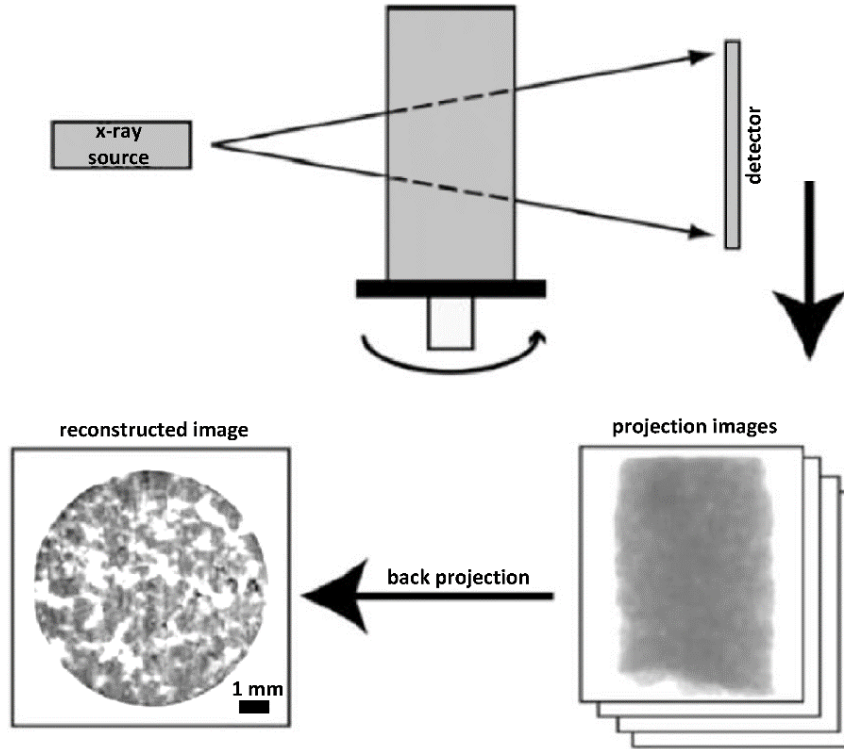 x-ray
source
detector
reconstructed image
projection images
back projection
1 mm